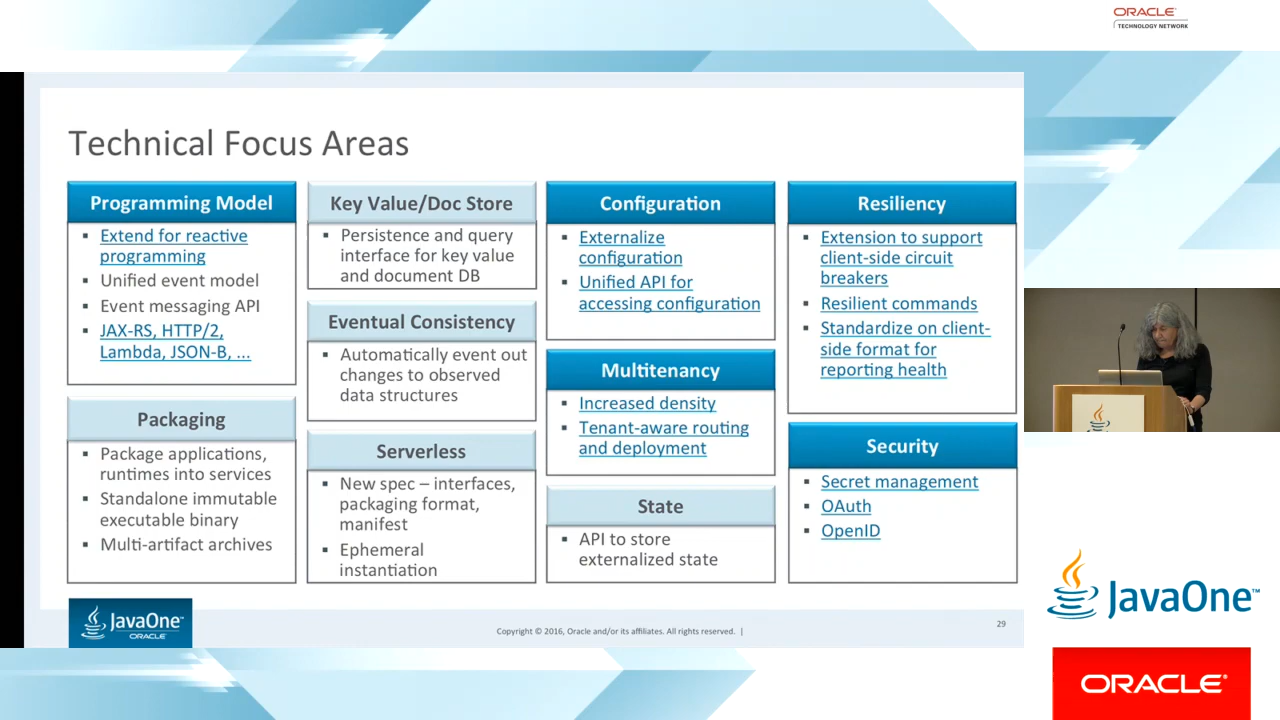 ORACLE
TECHNOLOGY NETWORK
Technical Focus Areas
Programming Model
▪ Extend for reactive
programming
▪ Unified event model
▪ Event messaging API
▪ JAX-RS, HTTP/2,
Lambda, JSON-B, ...
Packaging
▪ Package applications,
runtimes into services
▪ Standalone immutable
executable binary
▪ Multi-artifact archives
Key Value/Doc Store
▪ Persistence and query
interface for key value
and document DB
Eventual Consistency
▪ Automatically event out
changes to observed
data structures
Serverless
▪ New spec – interfaces,
packaging format,
manifest
▪ Ephemeral
instantiation
Configuration
▪ Externalize
configuration
▪ Unified API for
accessing configuration
Multitenancy
▪ Increased density
▪ Tenant-aware routing
and deployment
State
▪ API to store
externalized state
Resiliency
▪ Extension to support
client-side circuit
breakers
▪ Resilient commands
▪ Standardize on client-
side format for
reporting health
Security
▪ Secret management
▪ OAuth
▪ OpenID
JavaOne™
ORACLE
Copyright © 2016, Oracle and/or its affiliates. All rights reserved. |
29
JavaOne™
ORACLE®